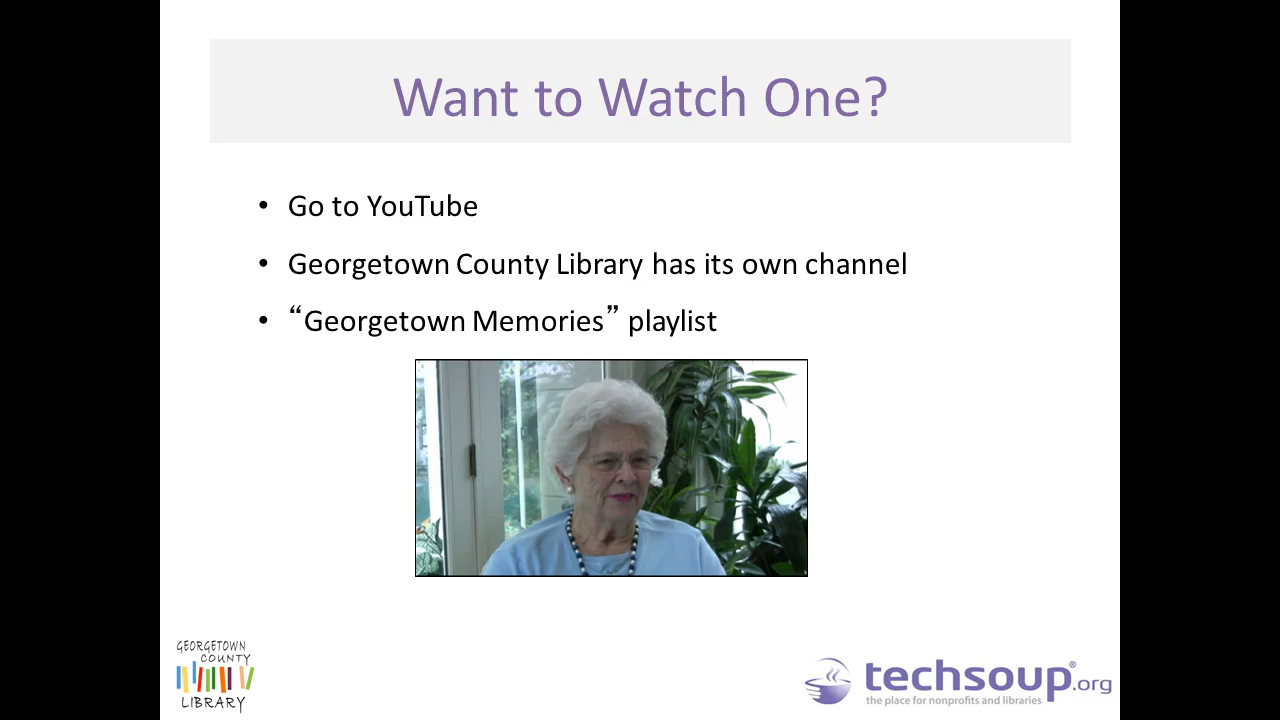 Want to Watch One?
• Go to YouTube
• Georgetown County Library has its own channel
• “Georgetown Memories” playlist
GEORGETOWN
COUNTY
LIBRARY
techsoup®.org
the place for nonprofits and libraries